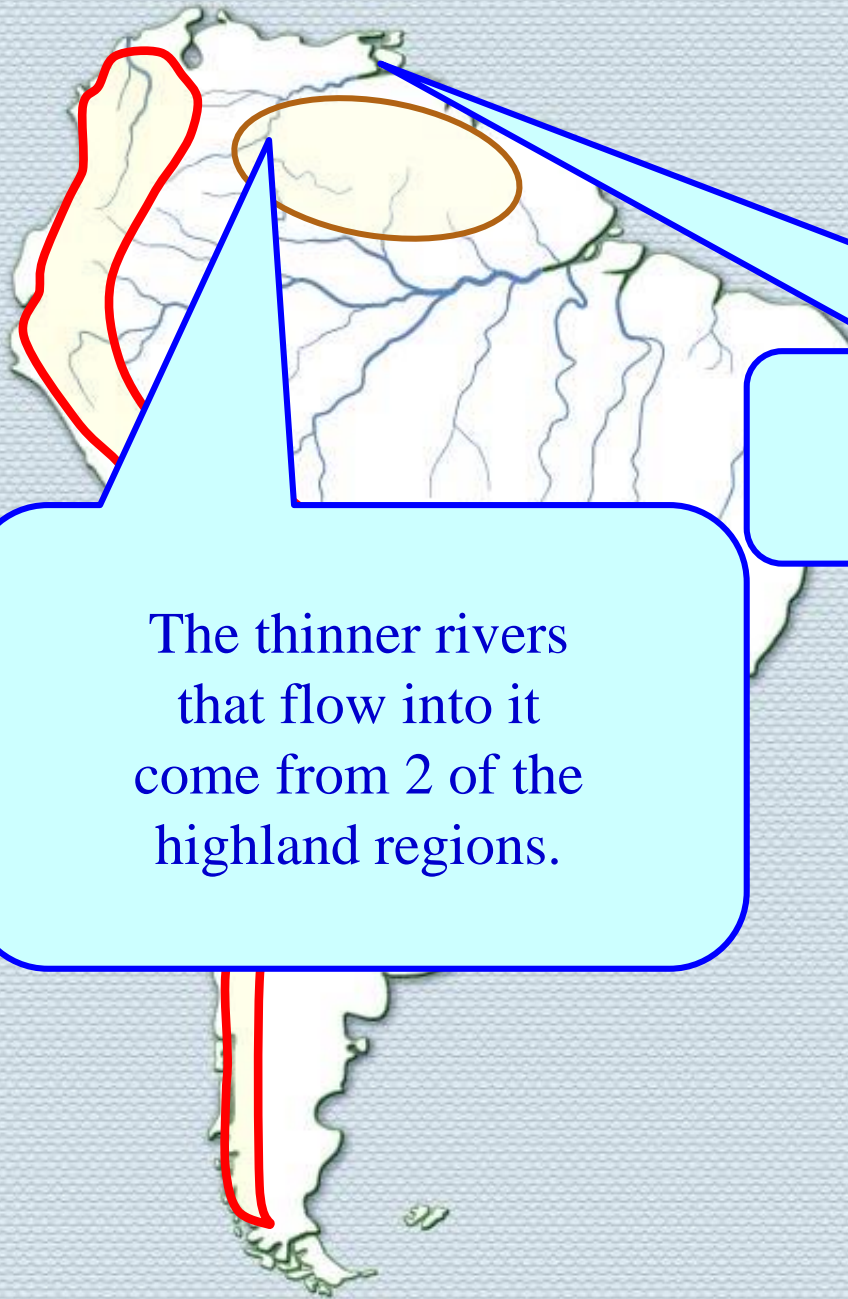 The thinner rivers
that flow into it
come from 2 of the
highland regions.